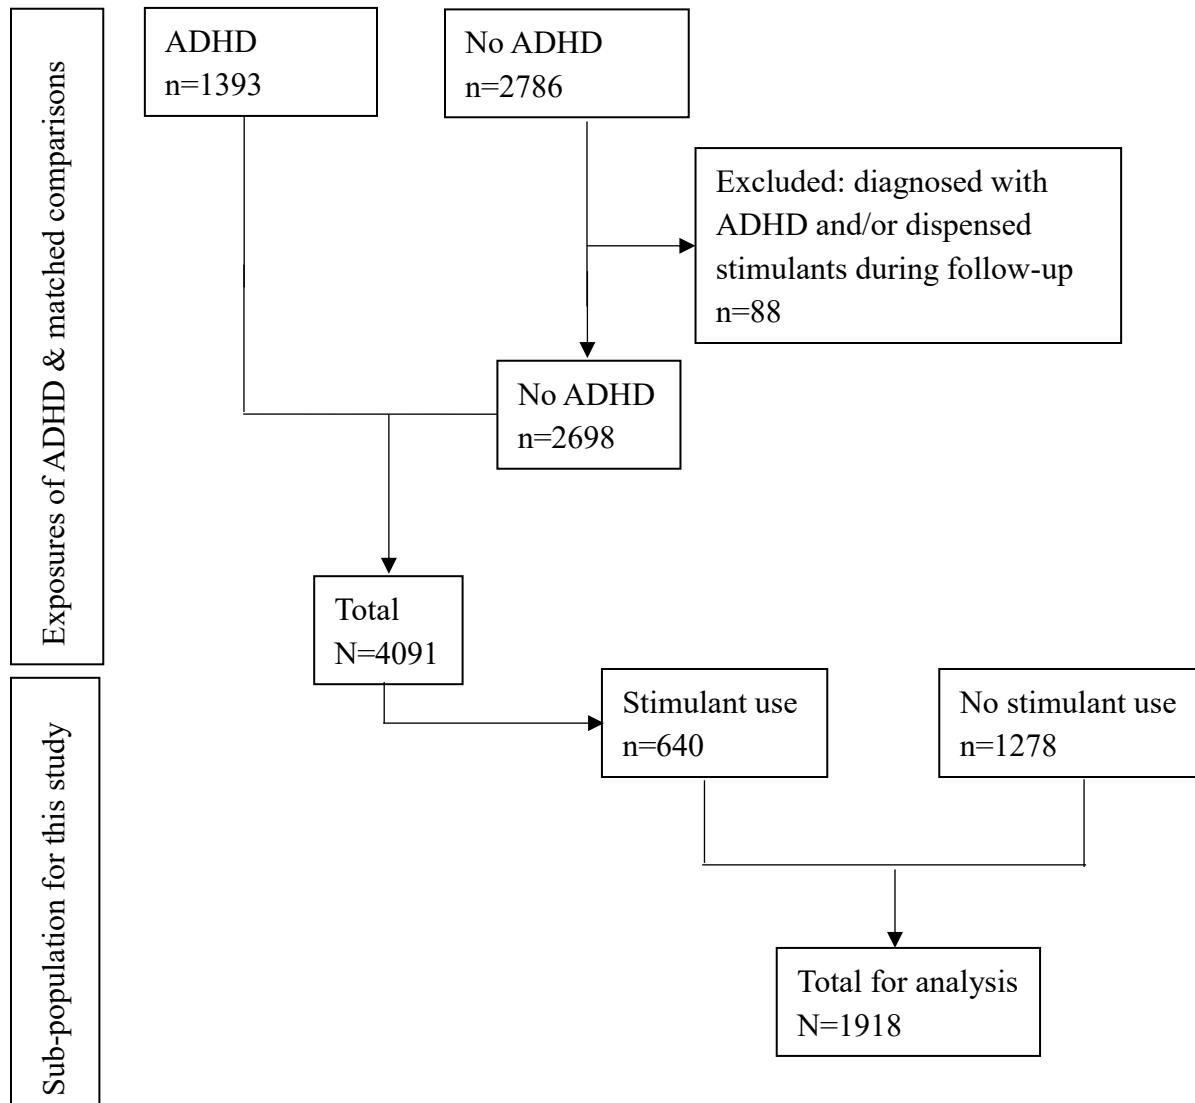 Exposures of ADHD & matched comparisons
ADHD
n=1393
No ADHD
n=2786
Excluded: diagnosed with
ADHD and/or dispensed
stimulants during follow-up
n=88
No ADHD
n=2698
Total
N=4091
Sub-population for this study
Stimulant use
n=640
No stimulant use
n=1278
Total for analysis
N=1918